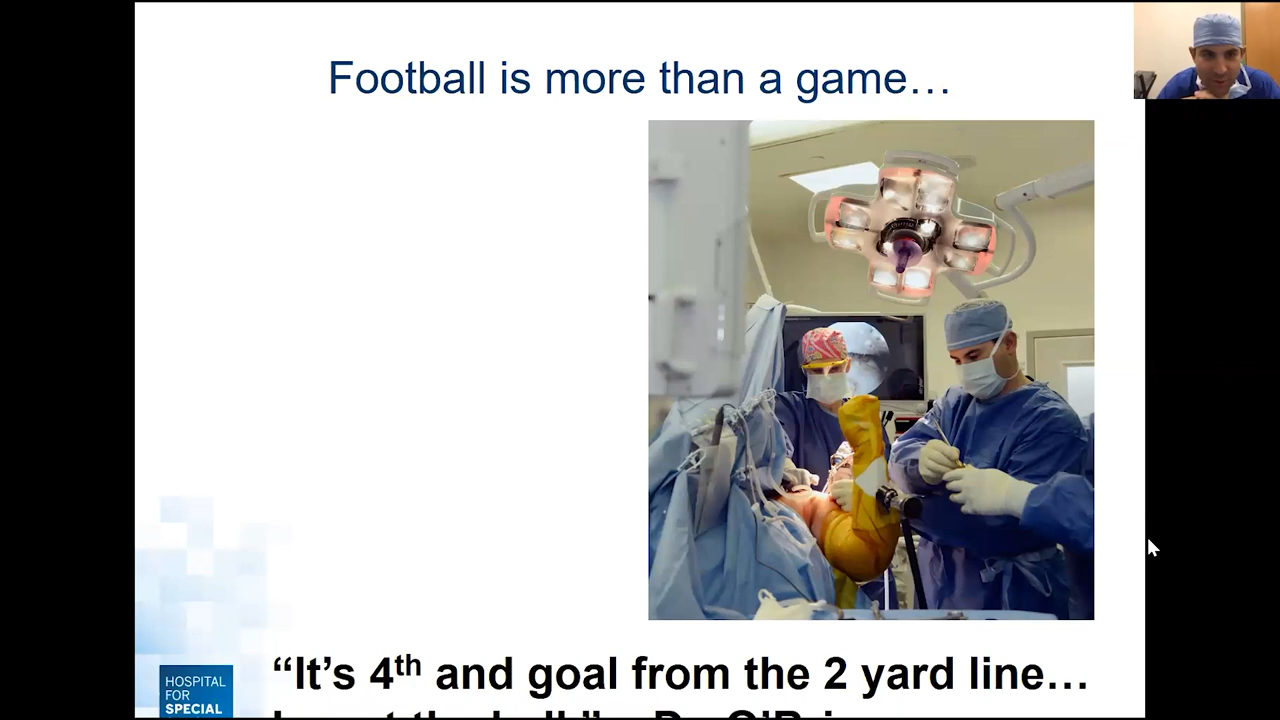 Football is more than a game…
“It’s 4th and goal from the 2 yard line…
HOSPITAL
FOR
SPECIAL